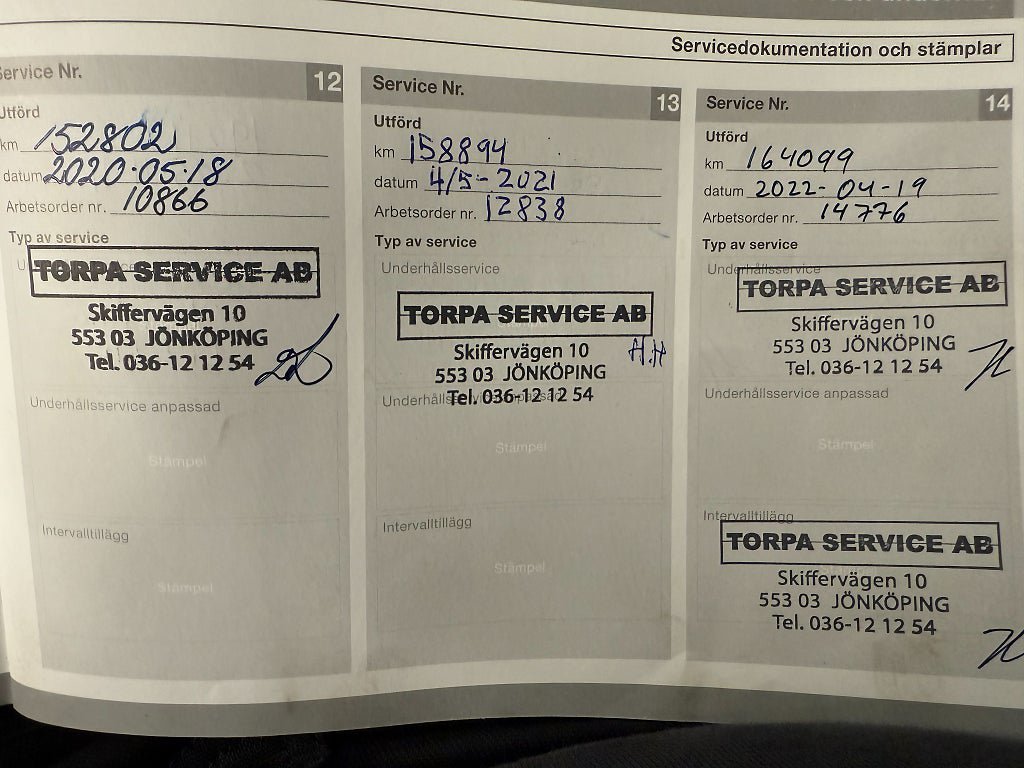 Servicedokumentation och stämplar
Service Nr. 12
Utförd
km 152802
datum 2020.05.18
Arbetsorder nr. 10866
Typ av service
TORPA SERVICE AB
Skiffervägen 10
553 03 JÖNKÖPING
Tel. 036-12 12 54
Underhållsservice anpassad
Stämpel
Intervalltillägg
Stämpel
Service Nr. 13
Utförd
km 158894
datum 4/5-2021
Arbetsorder nr. 12838
Typ av service
Underhållsservice
TORPA SERVICE AB
Skiffervägen 10
553 03 JÖNKÖPING
H.H
Tel. 036-12 12 54
Underhållsservice anpassad
Stämpel
Intervalltillägg
Stämpel
Service Nr. 14
Utförd
km 164099
datum 2022-04-19
Arbetsorder nr. 14776
Typ av service
Underhållsservice
TORPA SERVICE AB
Skiffervägen 10
553 03 JÖNKÖPING
Tel. 036-12 12 54
Underhållsservice anpassad
Stämpel
Intervalltillägg
TORPA SERVICE AB
Skiffervägen 10
553 03 JÖNKÖPING
Tel. 036-12 12 54